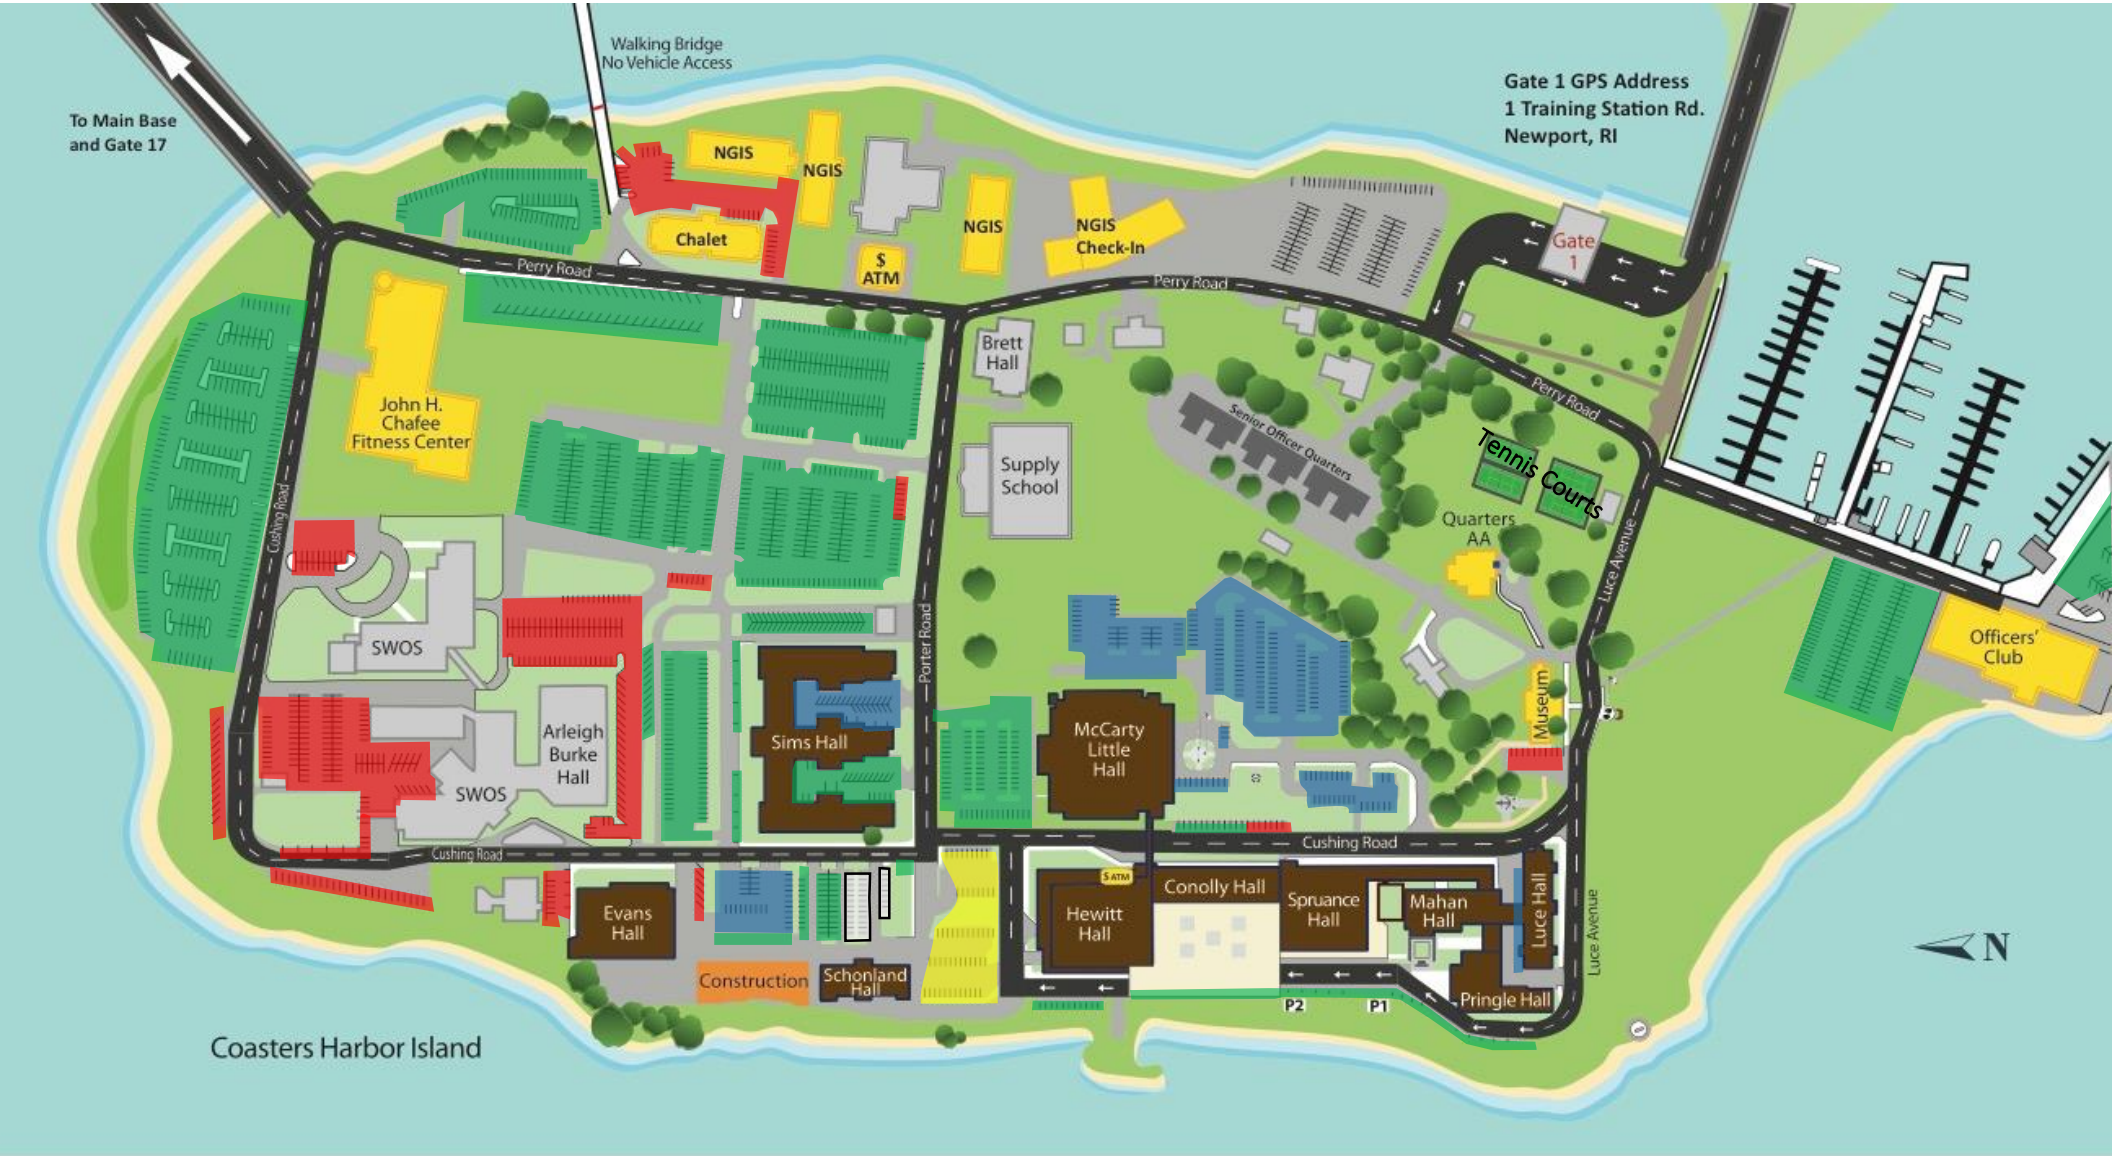 Walking Bridge
No Vehicle Access
To Main Base
and Gate 17
Gate 1 GPS Address
1 Training Station Rd.
Newport, RI
NGIS
NGIS
Chalet
$
ATM
NGIS
NGIS
Check-In
Gate
1
Perry Road
Perry Road
Perry Road
John H.
Chafee
Fitness Center
Brett
Hall
Supply
School
Senior Officer Quarters
Tennis Courts
Quarters
AA
Cushing Road
Porter Road
Luce Avenue
SWOS
Arleigh
Burke
Hall
SWOS
Sims Hall
McCarty
Little
Hall
Museum
Officers'
Club
Cushing Road
Cushing Road
Evans
Hall
Construction
Schonland
Hall
$ ATM
Hewitt
Hall
Conolly Hall
Spruance
Hall
Mahan
Hall
Luce Hall
Pringle Hall
Luce Avenue
P2
P1
N
Coasters Harbor Island